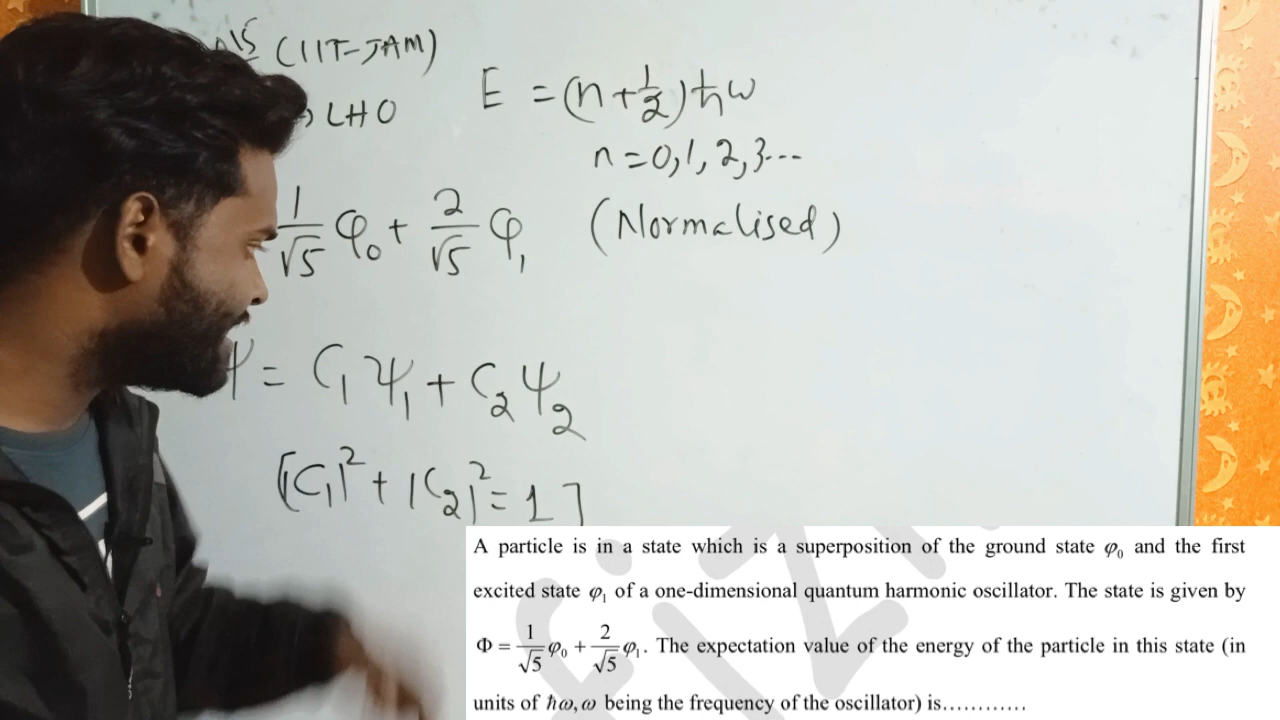 (IIT-JAM)
LHO
E = (n+1/2)ħω
n=0,1,2,3...
1/√5 φ₀ + 2/√5 φ₁ (Normalised)
ψ = C₁ψ₁ + C₂ψ₂
[|C₁|² + |C₂|² = 1]
A particle is in a state which is a superposition of the ground state φ₀ and the first
excited state φ₁ of a one-dimensional quantum harmonic oscillator. The state is given by
Φ = 1/√5 φ₀ + 2/√5 φ₁. The expectation value of the energy of the particle in this state (in
units of ħω, ω being the frequency of the oscillator) is............